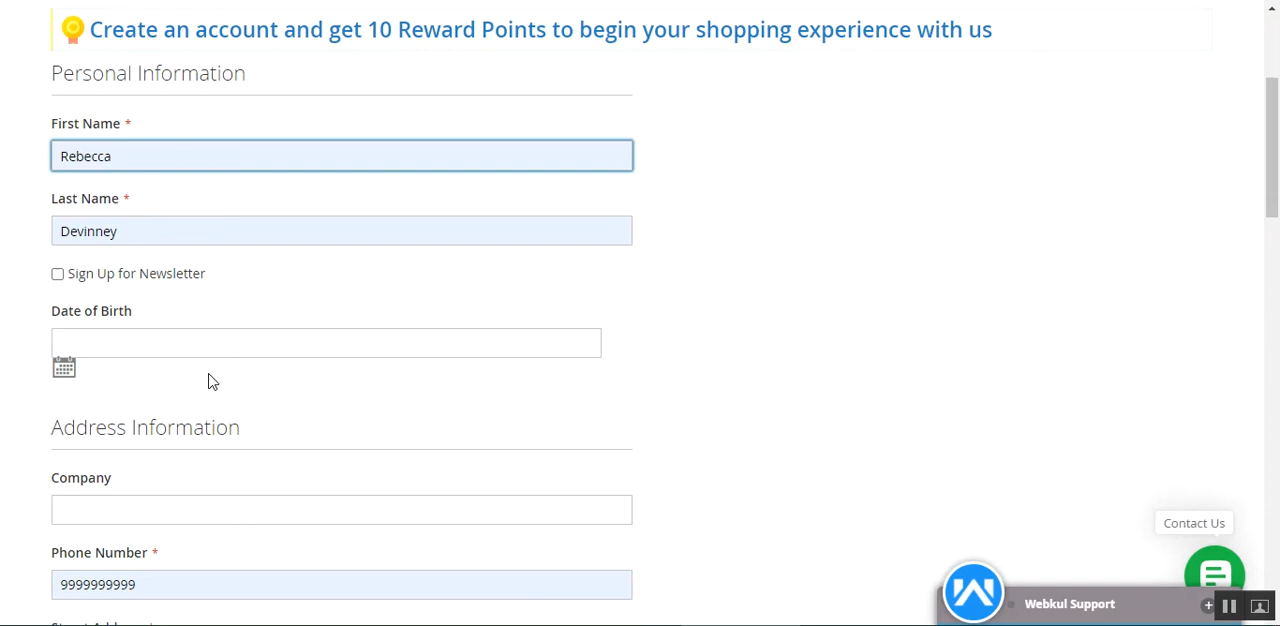 Create an account and get 10 Reward Points to begin your shopping experience with us
Personal Information
First Name *
Rebecca
Last Name *
Devinney
Sign Up for Newsletter
Date of Birth
Address Information
Company
Contact Us
Phone Number *
9999999999
Webkul Support